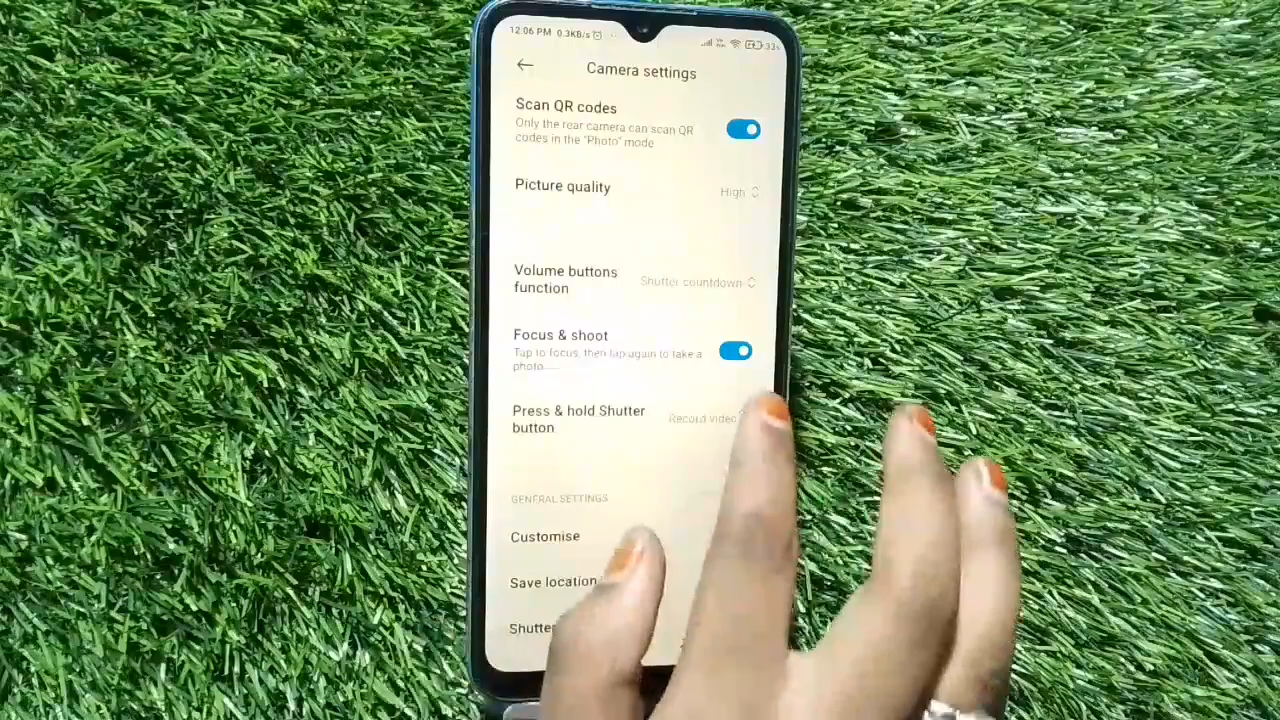 12:06 PM 0.3KB/s
33%
Camera settings
Scan QR codes
Only the rear camera can scan QR
codes in the "Photo" mode
Picture quality
High
Volume buttons
function
Shutter countdown
Focus & shoot
Tap to focus, then tap again to take a
photo
Press & hold Shutter
button
Record video
GENERAL SETTINGS
Customise
Save location
Shutter